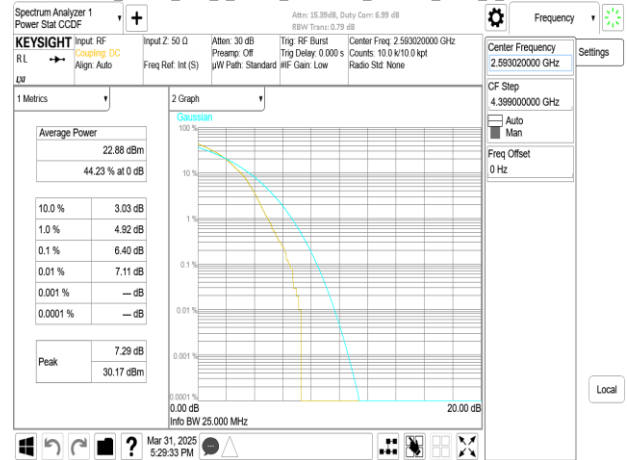 Spectrum Analyzer 1
Power Stat CCDF
Attn: 15.39dB, Duty Corr: 6.99 dB
RBW Trans: 0.79 dB
Frequency
KEYSIGHT
RL
LXI
Input: RF
Coupling: DC
Align: Auto
Input Z: 50 Ω
Freq Ref: Int (S)
Atten: 30 dB
Preamp: Off
µW Path: Standard
Trig: RF Burst
Trig Delay: 0.000 s
#IF Gain: Low
Center Freq: 2.593020000 GHz
Counts: 10.0 k/10.0 kpt
Radio Std: None
Center Frequency
2.593020000 GHz
Settings
CF Step
4.399000000 GHz
Auto
Man
Freq Offset
0 Hz
1 Metrics
2 Graph
Gaussian
Average Power
22.88 dBm
44.23 % at 0 dB
10.0 % 3.03 dB
1.0 % 4.92 dB
0.1 % 6.40 dB
0.01 % 7.11 dB
0.001 % --- dB
0.0001 % --- dB
Peak
7.29 dB
30.17 dBm
100 %
10 %
1 %
0.1 %
0.01 %
0.001 %
0.0001 %
0.00 dB
20.00 dB
Info BW 25.000 MHz
Local
?
Mar 31, 2025
5:29:33 PM